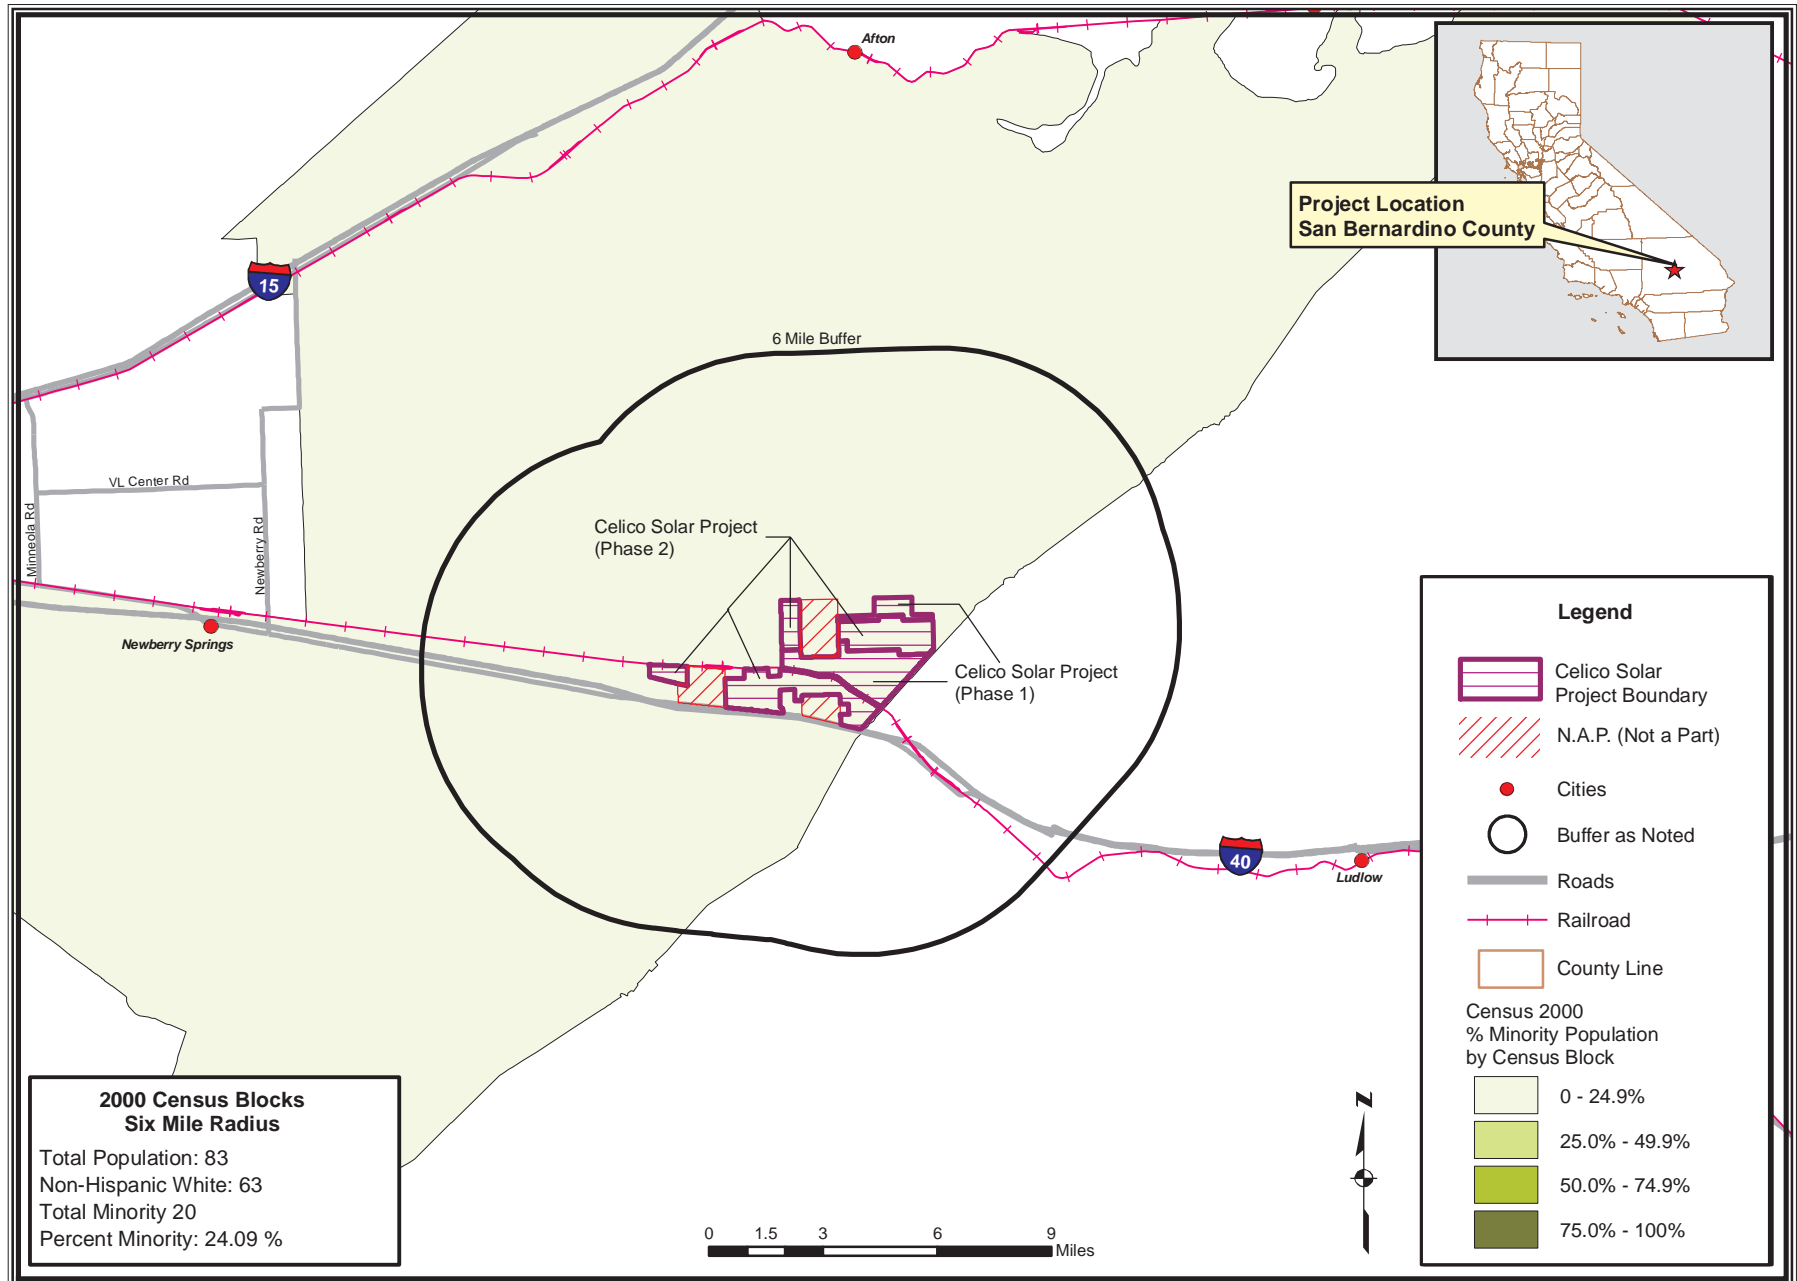 Afton
Project Location
San Bernardino County
15
6 Mile Buffer
VL Center Rd
Minneola Rd
Newberry Rd
Newberry Springs
Celico Solar Project
(Phase 2)
Celico Solar Project
(Phase 1)
40
Ludlow
Legend
Celico Solar
Project Boundary
N.A.P. (Not a Part)
Cities
Buffer as Noted
Roads
Railroad
County Line
Census 2000
% Minority Population
by Census Block
0 - 24.9%
25.0% - 49.9%
50.0% - 74.9%
75.0% - 100%
2000 Census Blocks
Six Mile Radius
Total Population: 83
Non-Hispanic White: 63
Total Minority 20
Percent Minority: 24.09 %
0 1.5 3 6 9
Miles
N